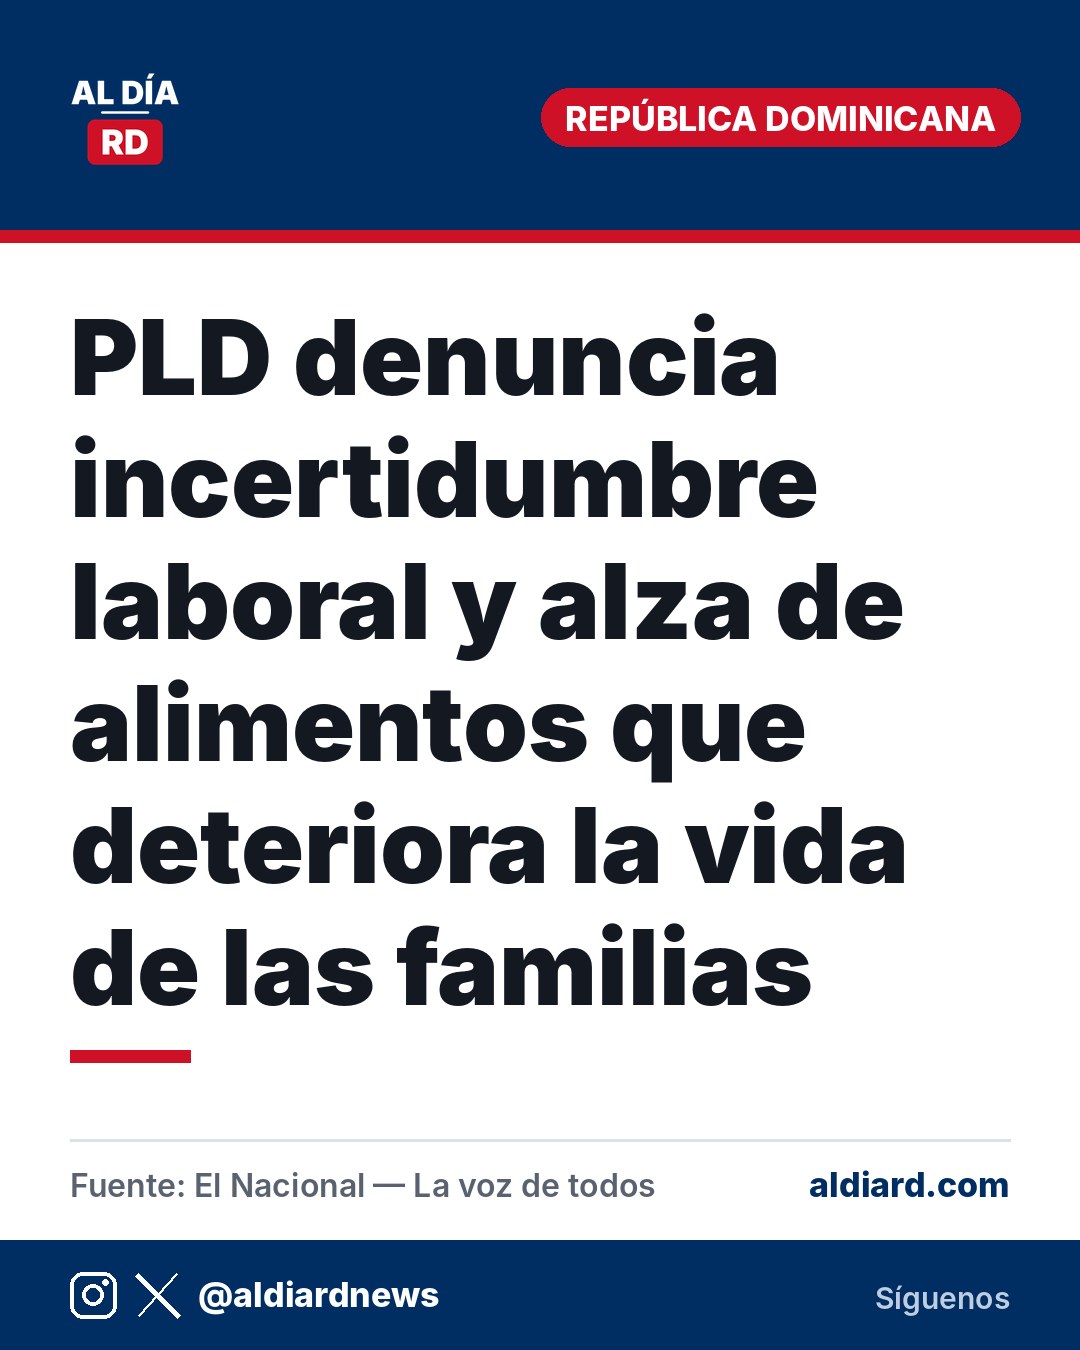 AL DÍA
RD
REPÚBLICA DOMINICANA
PLD denuncia
incertidumbre
laboral y alza de
alimentos que
deteriora la vida
de las familias
Fuente: El Nacional — La voz de todos
aldiard.com
@aldiardnews
Síguenos